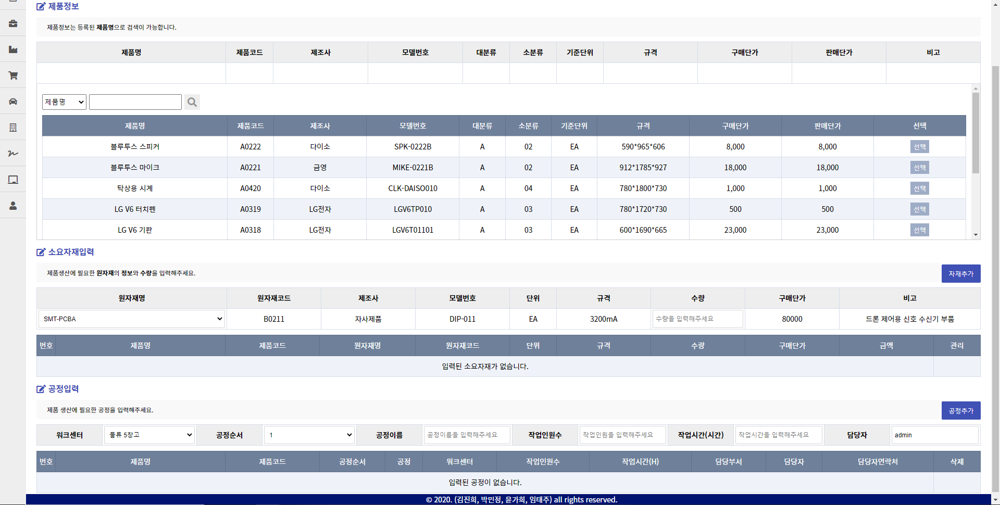 제품정보
제품정보는 등록된 제품명으로 검색이 가능합니다.
제품명 제품코드 제조사 모델번호 대분류 소분류 기준단위 규격 구매단가 판매단가 비고
제품명
제품명 제품코드 제조사 모델번호 대분류 소분류 기준단위 규격 구매단가 판매단가 선택
블루투스 스피커 A0222 다이소 SPK-0222B A 02 EA 590*965*606 8,000 8,000 선택
블루투스 마이크 A0221 금영 MIKE-0221B A 02 EA 912*1785*927 18,000 18,000 선택
탁상용 시계 A0420 다이소 CLK-DAISO010 A 04 EA 780*1800*730 1,000 1,000 선택
LG V6 터치펜 A0319 LG전자 LGV6TP010 A 03 EA 780*1720*730 500 500 선택
LG V6 기판 A0318 LG전자 LGV6T01101 A 03 EA 600*1690*665 23,000 23,000 선택
소요자재입력
제품생산에 필요한 원자재의 정보와 수량을 입력해주세요. 자재추가
원자재명 원자재코드 제조사 모델번호 단위 규격 수량 구매단가 비고
SMT-PCBA B0211 자사제품 DIP-011 EA 3200mA 수량을 입력해주세요 80000 드론 제어용 신호 수신기 부품
번호 제품명 제품코드 원자재명 원자재코드 단위 규격 수량 구매단가 금액 관리
입력된 소요자재가 없습니다.
공정입력
제품 생산에 필요한 공정을 입력해주세요. 공정추가
워크센터 물류 5창고 공정순서 1 공정이름 공정이름을 입력해주세요 작업인원수 작업인원을 입력해주세요 작업시간(시간) 작업시간을 입력해주세요 담당자 admin
번호 제품명 제품코드 공정순서 공정 워크센터 작업인원수 작업시간(H) 담당부서 담당자 담당자연락처 삭제
입력된 공정이 없습니다.
© 2020. (김진희, 박민정, 윤가희, 임태주) all rights reserved.